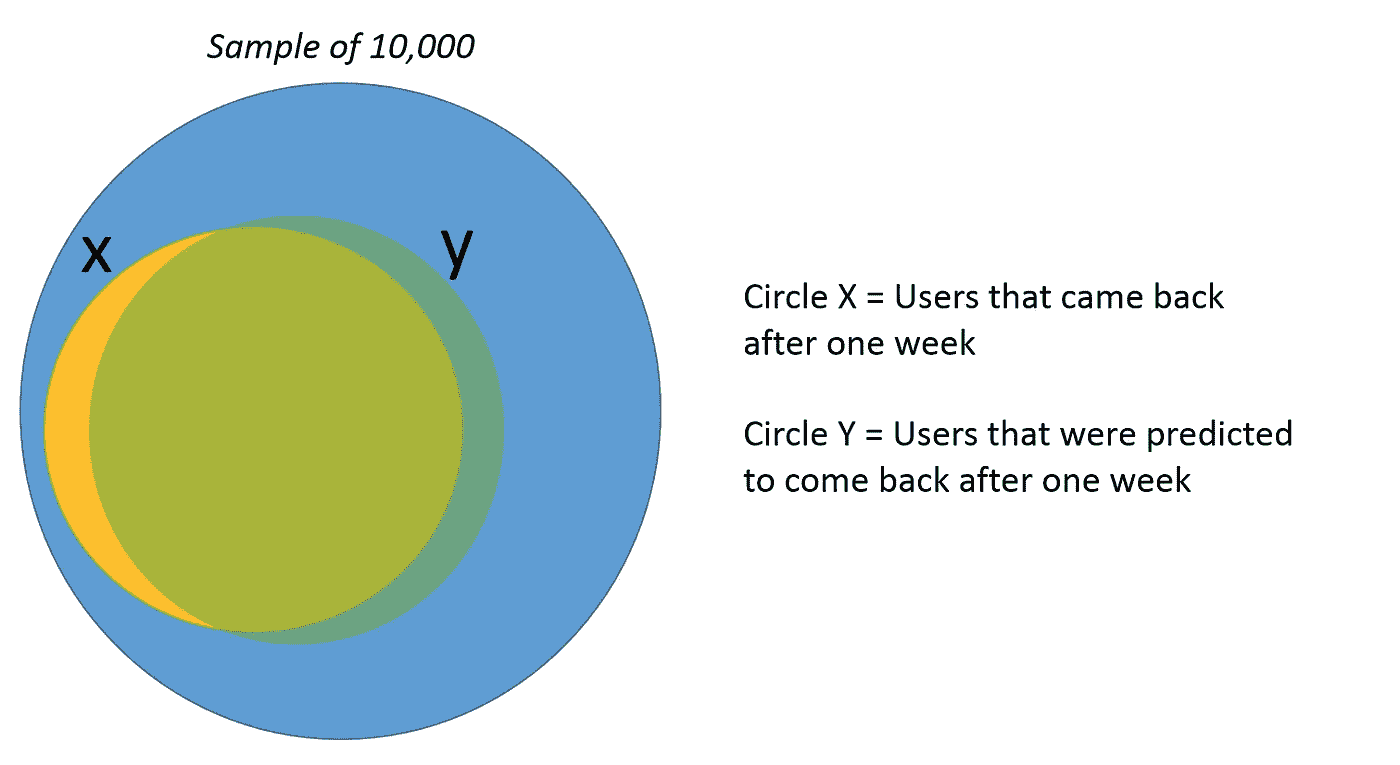 Sample of 10,000
x
y
Circle X = Users that came back
after one week
Circle Y = Users that were predicted
to come back after one week